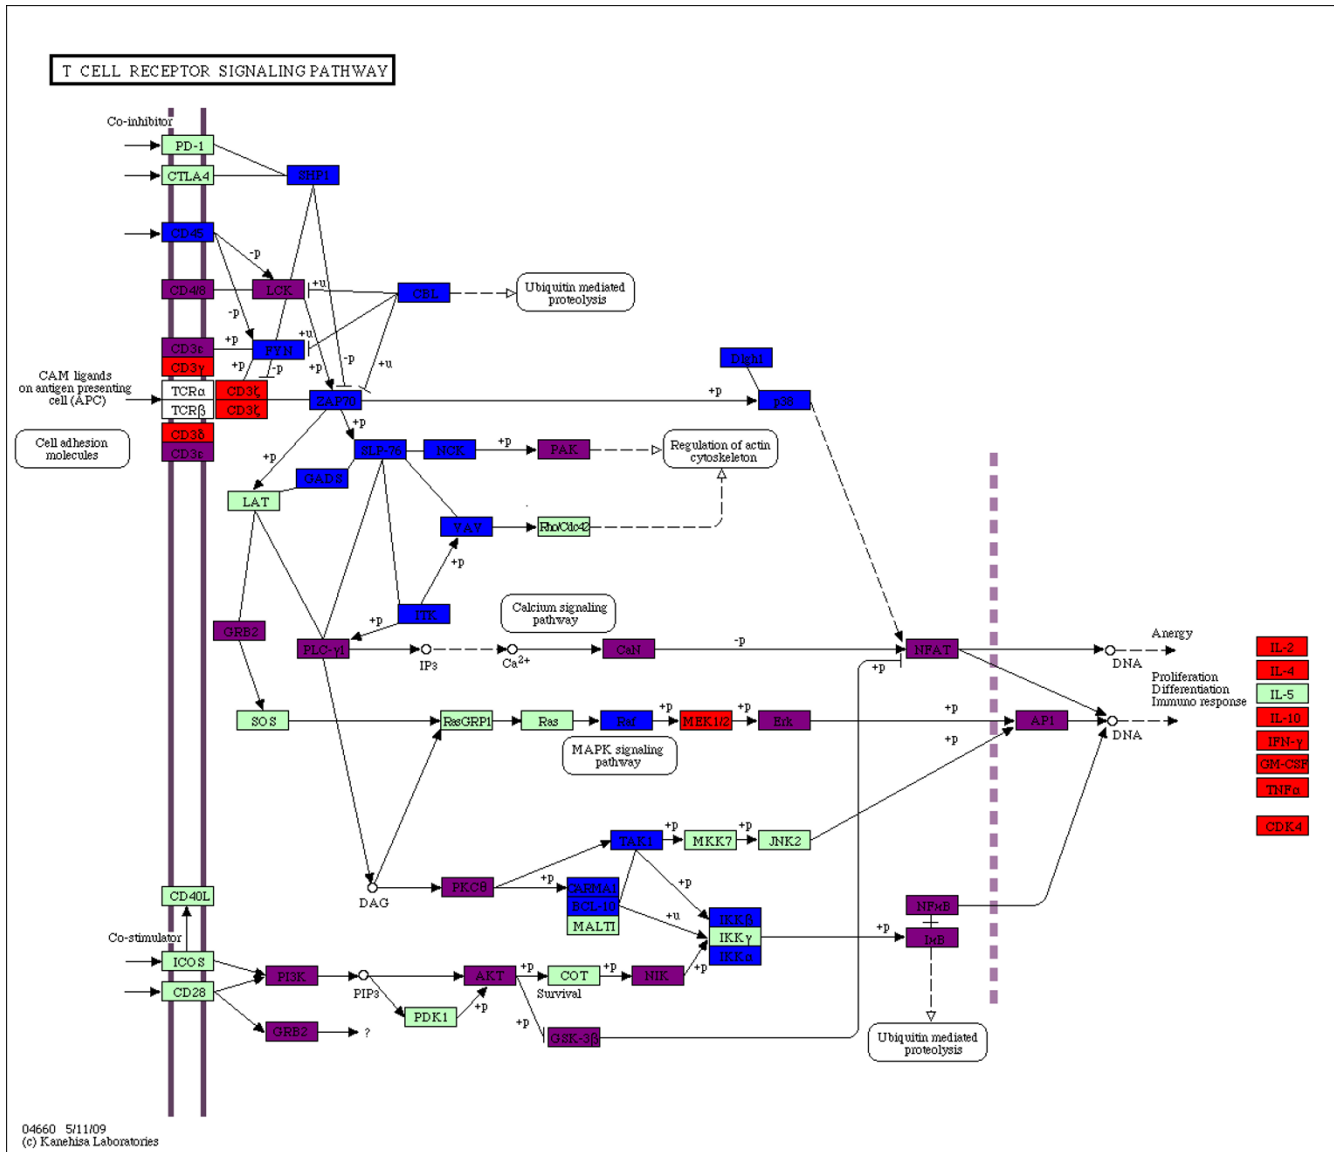 T CELL RECEPTOR SIGNALING PATHWAY
Co-inhibitor
PD-1
CTLA4
SHP1
CD45
-p
CD4/8
LCK
+u
CBL
Ubiquitin mediated
proteolysis
-p
CD3ε
+p
FYN
+u
CD3γ
+p
-p
+p
-p
+u
Dlgh1
CAM ligands
on antigen presenting
cell (APC)
TCRα
CD3ζ
TCRβ
CD3ζ
ZAP70
+p
p38
Cell adhesion
molecules
CD3δ
CD3ε
+p
+p
SLP-76
NCK
+p
PAK
Regulation of actin
cytoskeleton
GADS
LAT
VAV
Rho/Cdc42
+p
ITK
Calcium signaling
pathway
GRB2
+p
PLC-γ1
IP3
Ca2+
CaN
-p
NFAT
+p
DNA
Anergy
Proliferation
Differentiation
Immuno response
IL-2
IL-4
IL-5
IL-10
IFN-γ
GM-CSF
TNFα
CDK4
SOS
RasGRP1
Ras
Raf
+p
MEK1/2
+p
Erk
+p
AP1
DNA
+p
MAPK signaling
pathway
TAK1
+p
MKK7
+p
JNK2
DAG
PKCθ
+p
+p
CARMA1
BCL-10
MALT1
+p
+u
IKKβ
IKKγ
IKKα
+p
NFκB
IκB
CD40L
Co-stimulator
ICOS
CD28
PI3K
PIP3
AKT
+p
COT
Survival
+p
NIK
+p
PDK1
+p
+p
GRB2
?
GSK-3β
Ubiquitin mediated
proteolysis
04660 5/11/09
(c) Kanehisa Laboratories